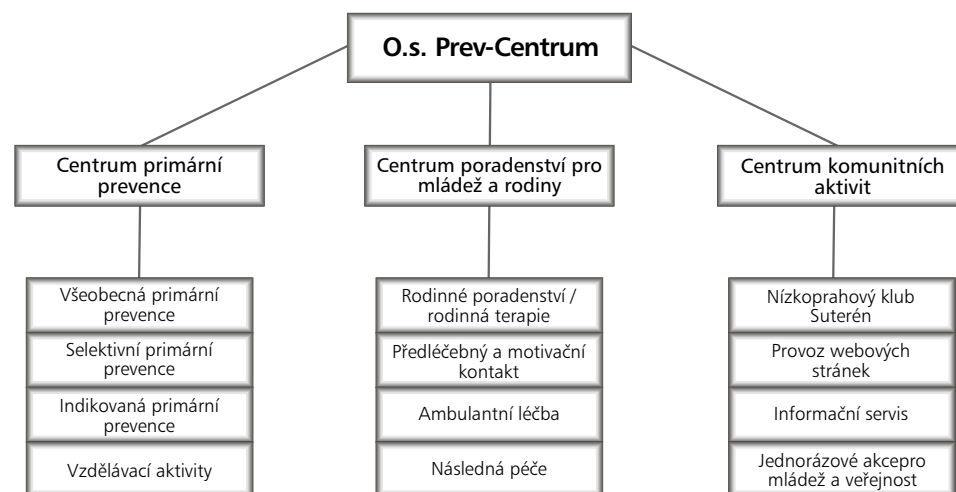 O.s. Prev-Centrum
Centrum primární
prevence
Centrum poradenství pro
mládež a rodiny
Centrum komunitních
aktivit
Všeobecná primární
prevence
Selektivní primární
prevence
Indikovaná primární
prevence
Vzdělávací aktivity
Rodinné poradenství /
rodinná terapie
Předléčebný a motivační
kontakt
Ambulantní léčba
Následná péče
Nízkoprahový klub
Suterén
Provoz webových
stránek
Informační servis
Jednorázové akcepro
mládež a veřejnost